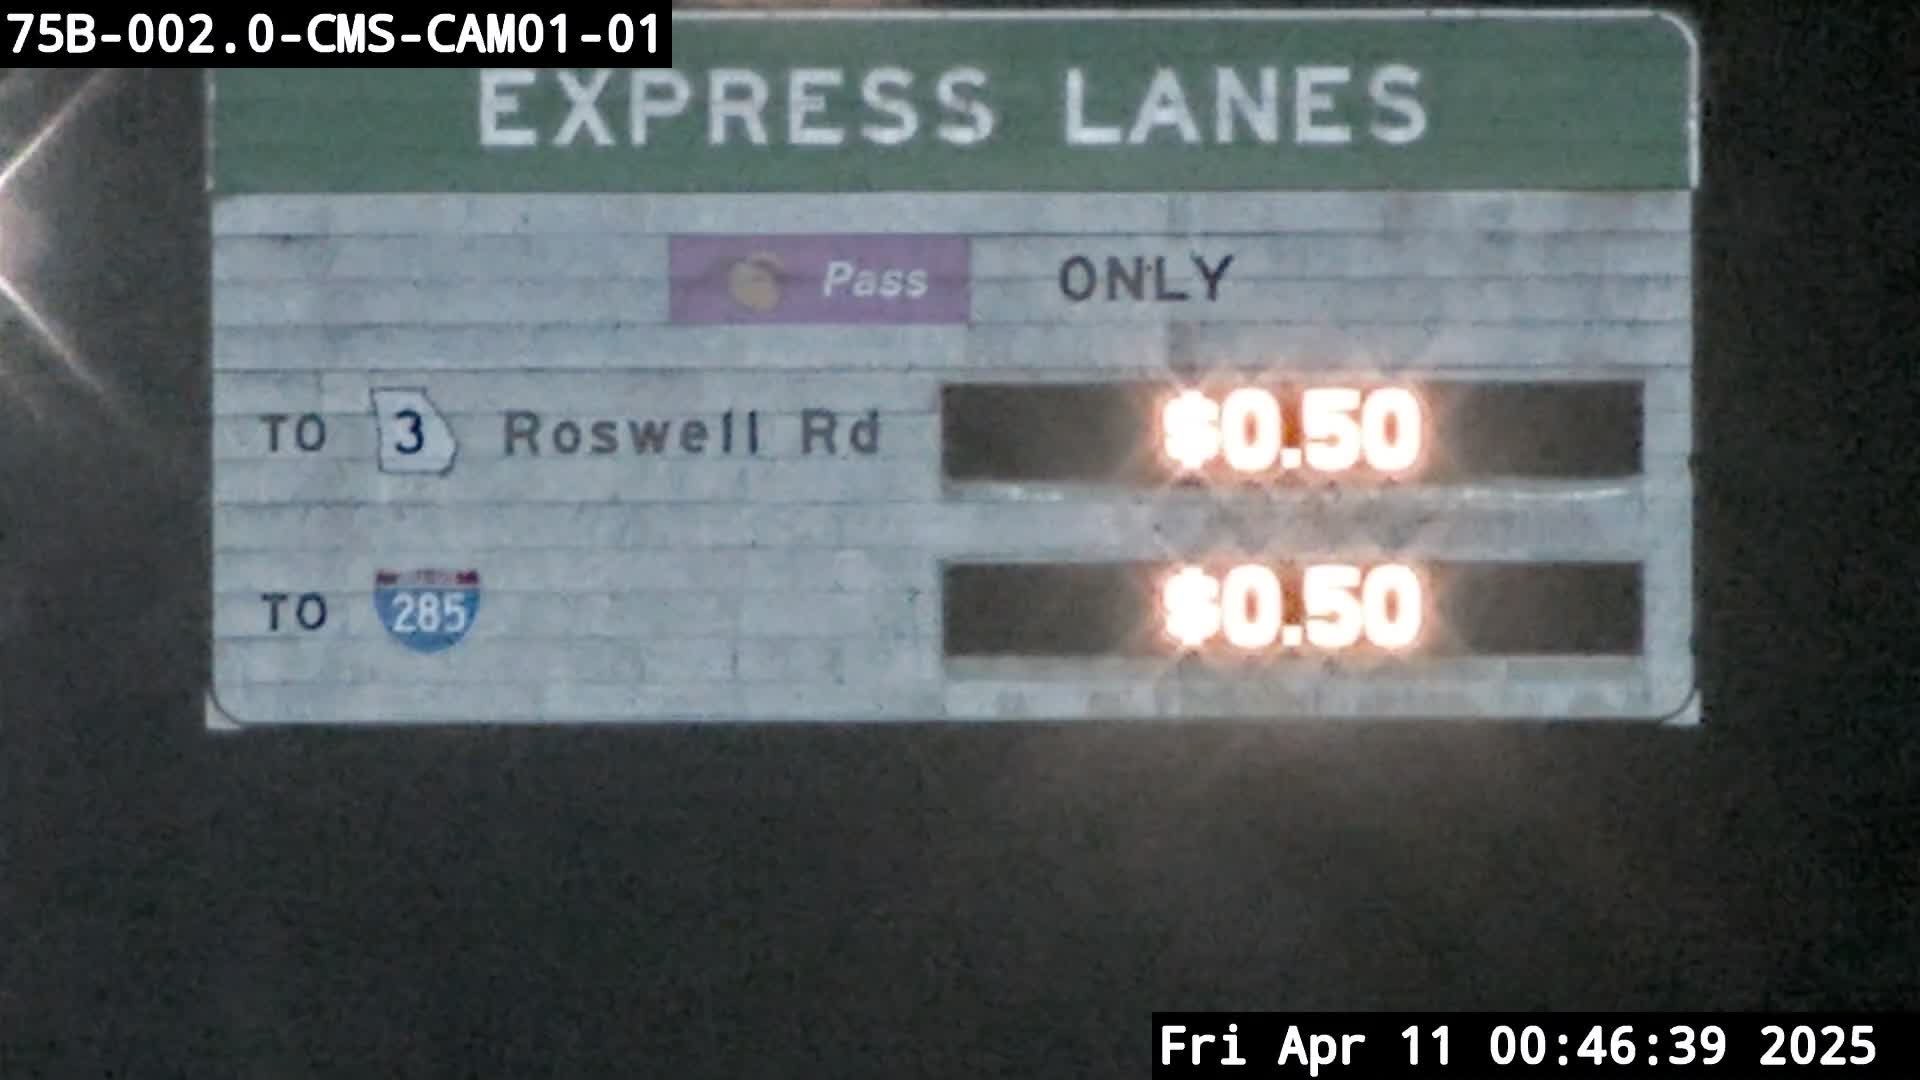 75B-002.0-CMS-CAM01-01
EXPRESS LANES
Pass ONLY
TO 3 Roswell Rd $0.50
TO 285 $0.50
Fri Apr 11 00:46:39 2025